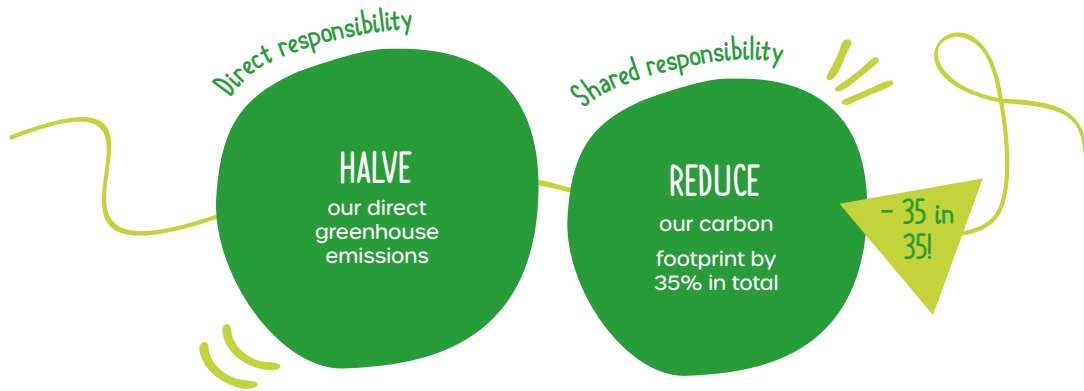 Direct responsibility
HALVE
our direct
greenhouse
emissions
Shared responsibility
REDUCE
our carbon
footprint by
35% in total
- 35 in
35!